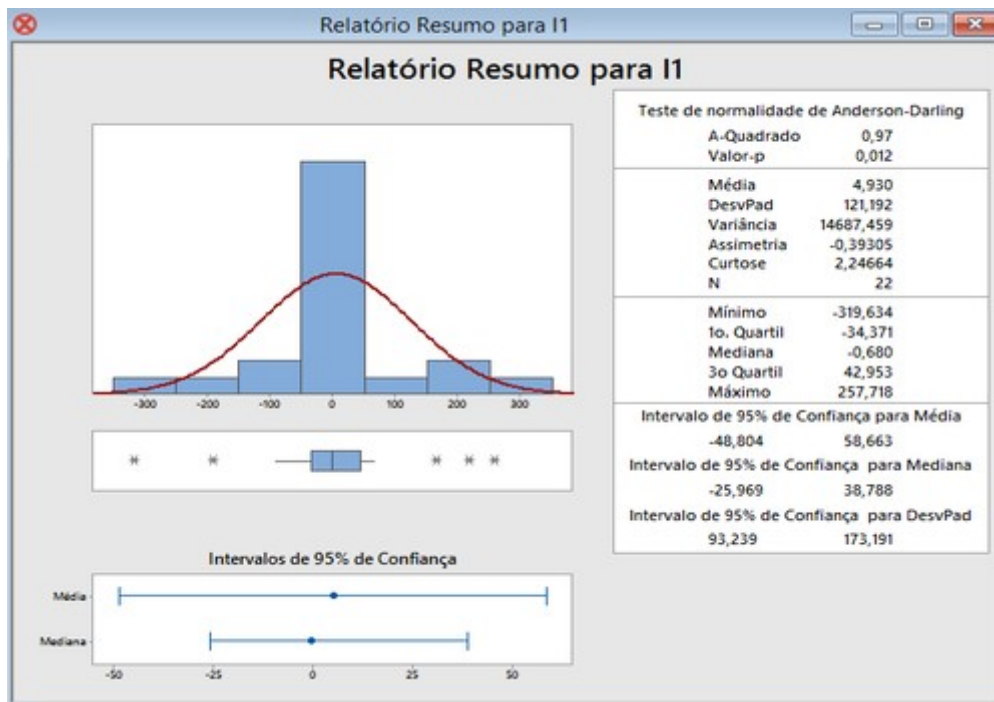 Relatório Resumo para I1
Relatório Resumo para I1
-300 -200 -100 0 100 200 300
Intervalos de 95% de Confiança
Média
Mediana
-50 -25 0 25 50
Teste de normalidade de Anderson-Darling
A-Quadrado 0,97
Valor-p 0,012
Média 4,930
DesvPad 121,192
Variância 14687,459
Assimetria -0,39305
Curtose 2,24664
N 22
Mínimo -319,634
1o. Quartil -34,371
Mediana -0,680
3o Quartil 42,953
Máximo 257,718
Intervalo de 95% de Confiança para Média
-48,804 58,663
Intervalo de 95% de Confiança para Mediana
-25,969 38,788
Intervalo de 95% de Confiança para DesvPad
93,239 173,191